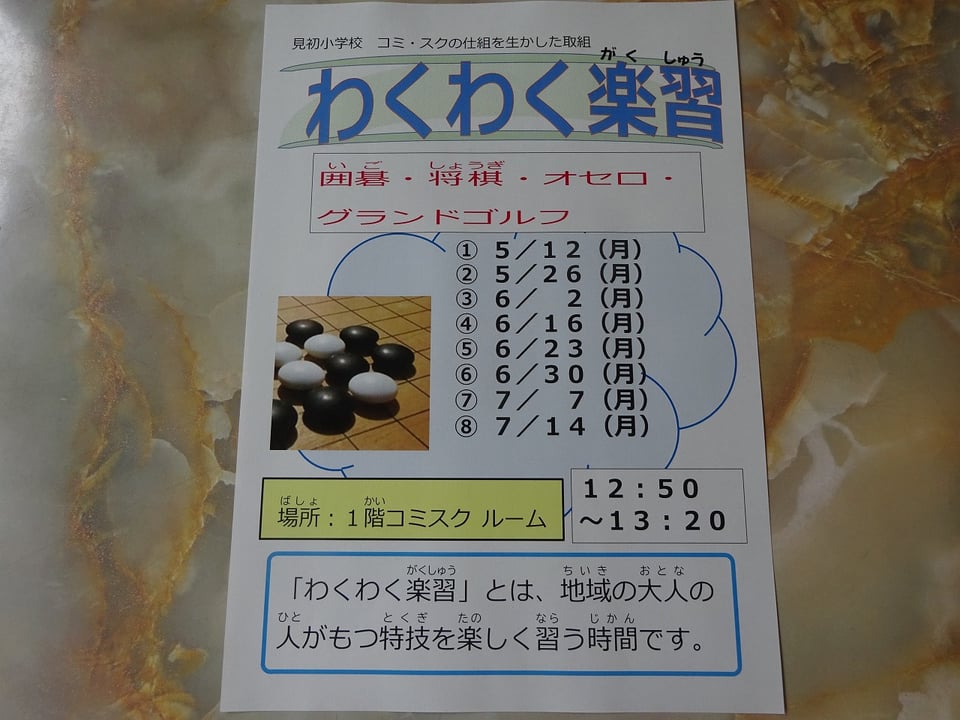 見初小学校　コミ・スクの仕組を生かした取組
がく　しゅう
わくわく楽習
いご　しょうぎ
囲碁・将棋・オセロ・
グランドゴルフ
① ５／１２（月）
② ５／２６（月）
③ ６／　２（月）
④ ６／１６（月）
⑤ ６／２３（月）
⑥ ６／３０（月）
⑦ ７／　７（月）
⑧ ７／１４（月）
ばしょ　かい
場所：１階コミスク ルーム
１２：５０
～１３：２０
がくしゅう　ちいき　おとな
「わくわく楽習」とは、地域の大人の
ひと　とくぎ　たの　なら　じかん
人がもつ特技を楽しく習う時間です。